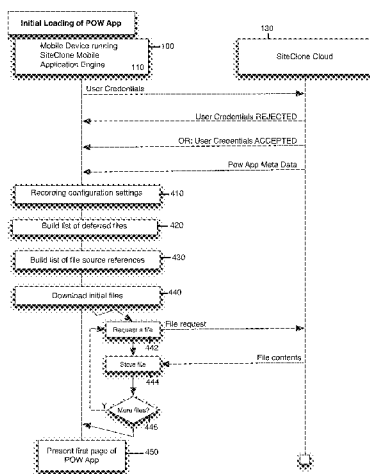 Initial Loading of POW App
Mobile Device running
SiteClone Mobile
Application Engine
110
100
130
SiteClone Cloud
User Credentials
User Credentials REJECTED
OR: User Credentials ACCEPTED
Pow App Meta Data
Recording configuration settings
410
Build list of deferred files
420
Build list of file source references
430
Download initial files
440
Request a file
442
File request
Store file
444
File contents
More files?
Y
446
Present first page of
POW App
450